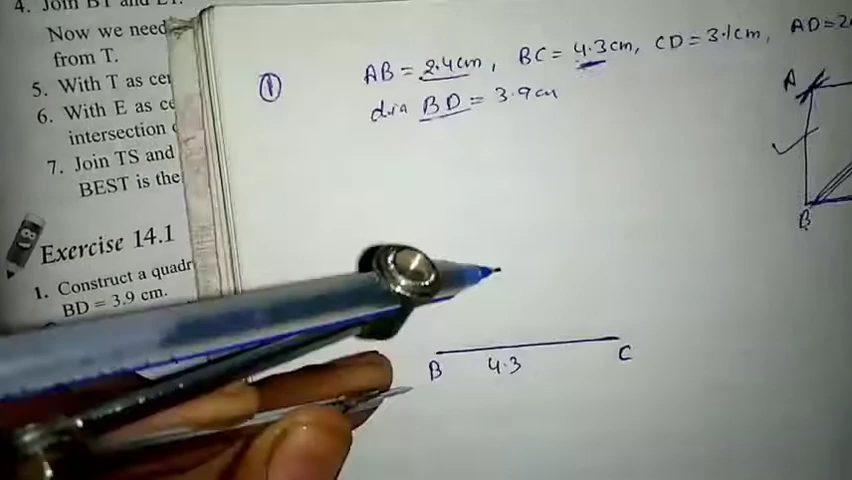 4. Join BT and ET.
Now we need
from T.
5. With T as cen
6. With E as ce
intersection
7. Join TS and
BEST is the
Exercise 14.1
1. Construct a quadr
BD = 3.9 cm.
1 AB = 2.4cm, BC = 4.3cm, CD = 3.1cm, AD=2
dia BD = 3.9cm
A
B
B 4.3 C